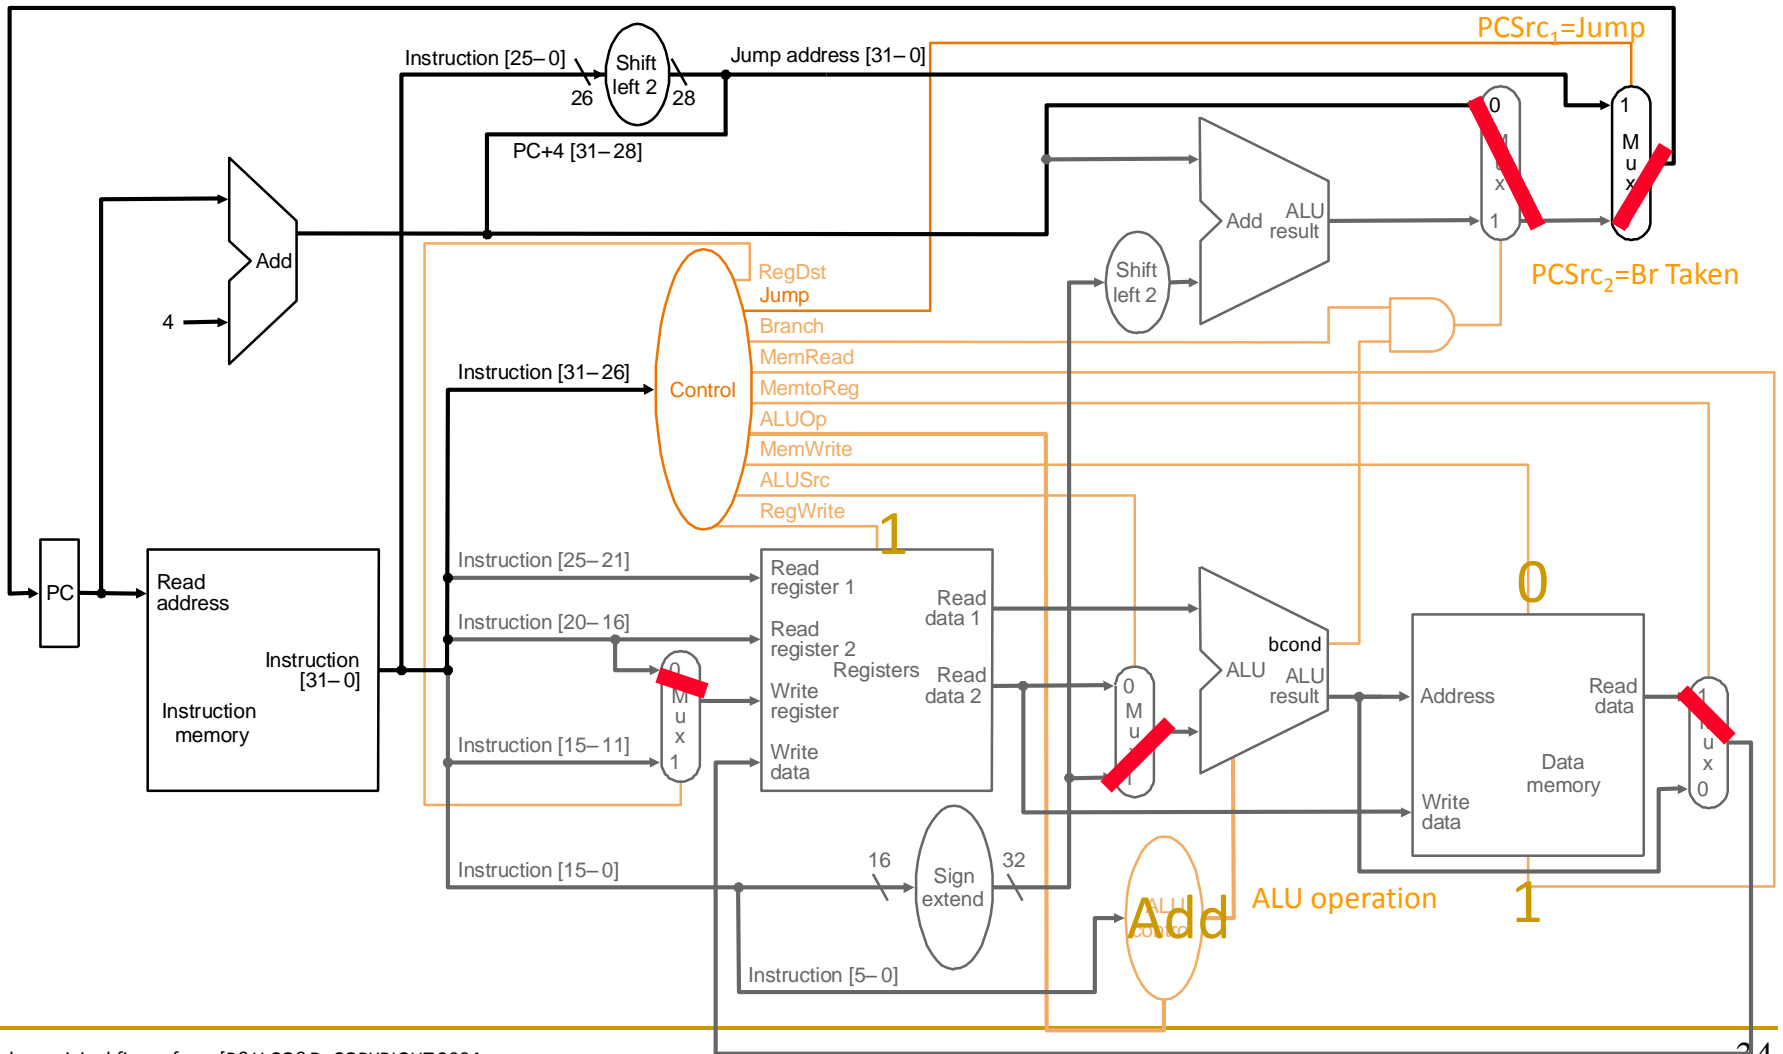 PCSrc1=Jump
Instruction [25–0]
Shift
left 2
Jump address [31–0]
26
28
PC+4 [31–28]
0
M
u
x
1
1
M
u
x
Add
ALU
result
Add
4
Shift
left 2
PCSrc2=Br Taken
RegDst
Jump
Branch
MemRead
MemtoReg
ALUOp
MemWrite
ALUSrc
RegWrite
Control
Instruction [31–26]
1
PC
Read
address
Instruction
[31–0]
Instruction
memory
Instruction [25–21]
Instruction [20–16]
Instruction [15–11]
Instruction [15–0]
Instruction [5–0]
0
M
u
x
1
Read
register 1
Read
register 2
Registers
Write
register
Write
data
Read
data 1
Read
data 2
0
M
u
bcond
ALU
ALU
result
0
Address
Read
data
Data
memory
Write
data
1
1
u
x
0
16
Sign
extend
32
ALU
control
Add
ALU operation